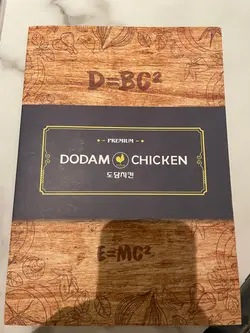 D=BC²
PREMIUM
DODAM CHICKEN
도담치킨
E=MC²